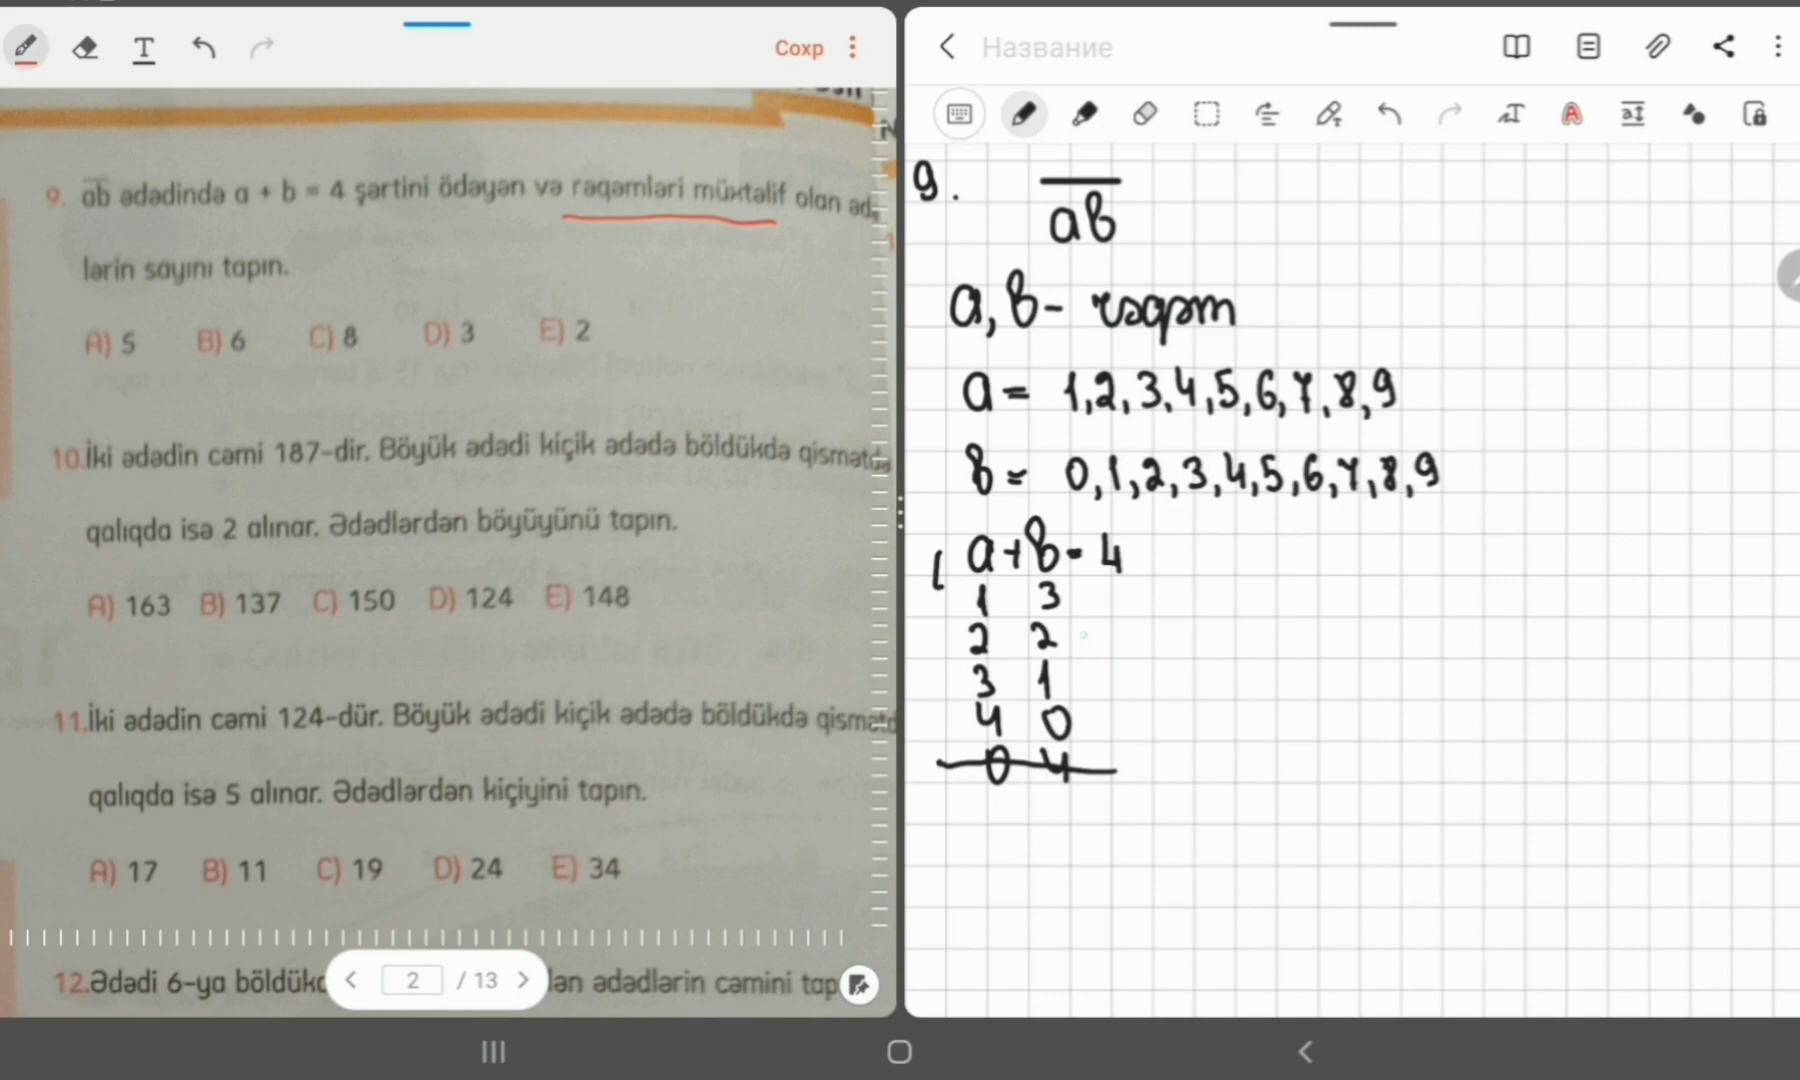 Сохр
9. ab ədədində a + b = 4 şərtini ödəyən və rəqəmləri müxtəlif olan əd
lərin sayını tapın.
A) 5 B) 6 C) 8 D) 3 E) 2
10.İki ədədin cəmi 187-dir. Böyük ədədi kiçik ədədə böldükdə qismətdə
qalıqda isə 2 alınar. Ədədlərdən böyüyünü tapın.
A) 163 B) 137 C) 150 D) 124 E) 148
11.İki ədədin cəmi 124-dür. Böyük ədədi kiçik ədədə böldükdə qismətd
qalıqda isə 5 alınar. Ədədlərdən kiçiyini tapın.
A) 17 B) 11 C) 19 D) 24 E) 34
12.Ədədi 6-ya böldükd
lən ədədlərin cəmini tap
2 / 13
Название
9. ab
a, b - rəqəm
a = 1,2,3,4,5,6,7,8,9
b = 0,1,2,3,4,5,6,7,8,9
a+b=4
1 3
2 2
3 1
4 0
0 4